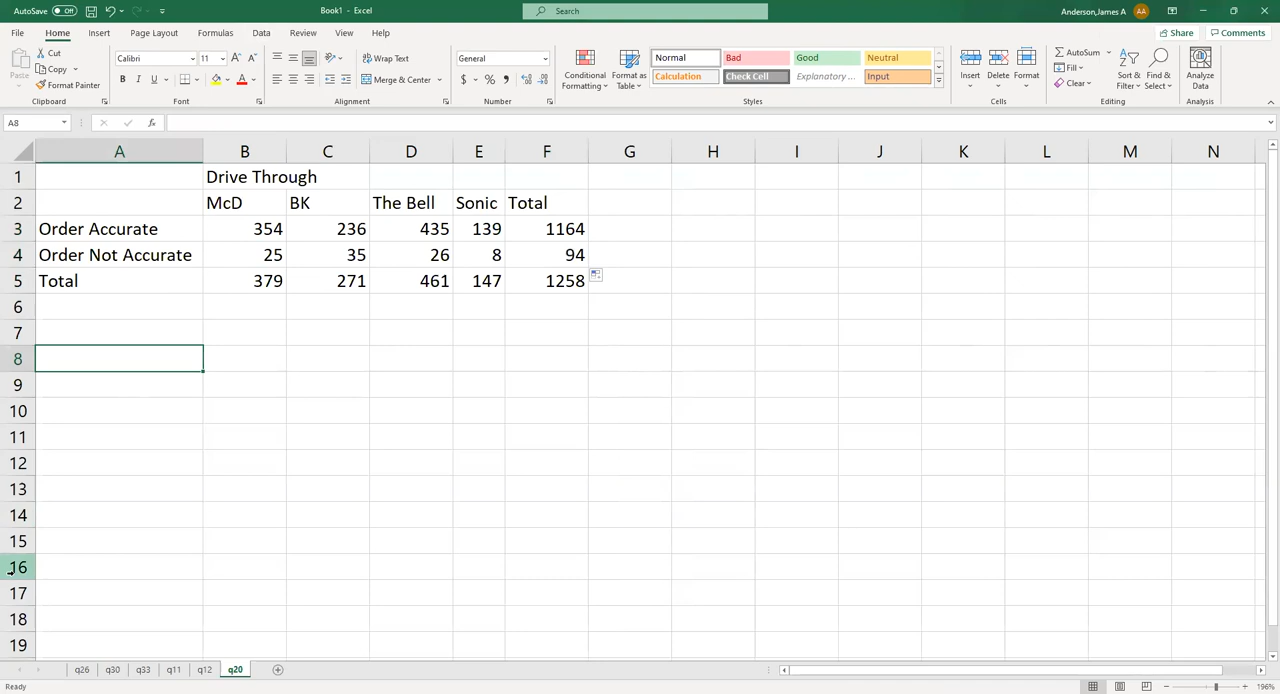 AutoSave Off Book1 - Excel Search Anderson,James A AA
File Home Insert Page Layout Formulas Data Review View Help Share Comments
Paste Cut Copy Format Painter Clipboard
Calibri 11 A A B I U A Font
Wrap Text Merge & Center Alignment
General $ % , Number
Conditional Formatting Format as Table
Normal Bad Good Neutral
Calculation Check Cell Explanatory ... Input
Styles
Insert Delete Format Cells
AutoSum Fill Clear Sort & Filter Find & Select Editing
Analyze Data Analysis
A8 fx
A B C D E F G H I J K L M N
1 Drive Through
2 McD BK The Bell Sonic Total
3 Order Accurate 354 236 435 139 1164
4 Order Not Accurate 25 35 26 8 94
5 Total 379 271 461 147 1258
6
7
8
9
10
11
12
13
14
15
16
17
18
19
q26 q30 q33 q11 q12 q20
Ready 196%